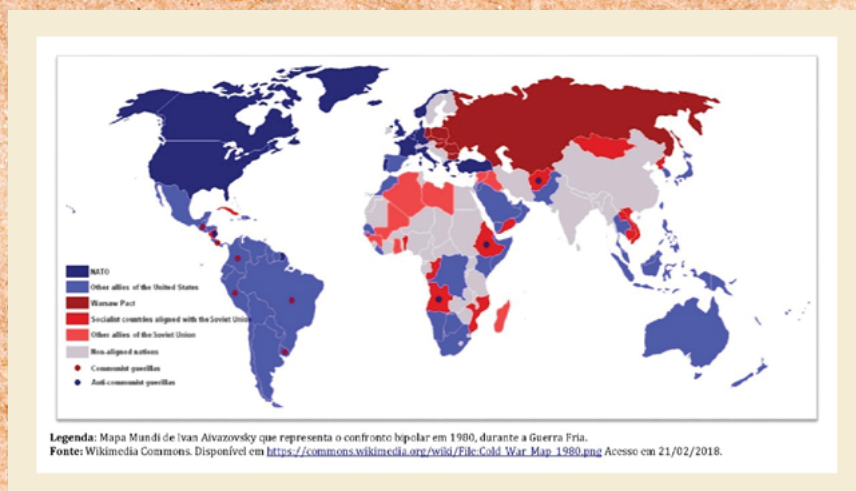 NATO
Other allies of the United States
Warsaw Pact
Socialist countries aligned with the Soviet Union
Other allies of the Soviet Union
Non-aligned nations
Communist guerillas
Anti-communist guerillas
Legenda: Mapa Mundi de Ivan Aivazovsky que representa o confronto bipolar em 1980, durante a Guerra Fria.
Fonte: Wikimedia Commons. Disponível em https://commons.wikimedia.org/wiki/File:Cold_War_Map_1980.png Acesso em 21/02/2018.